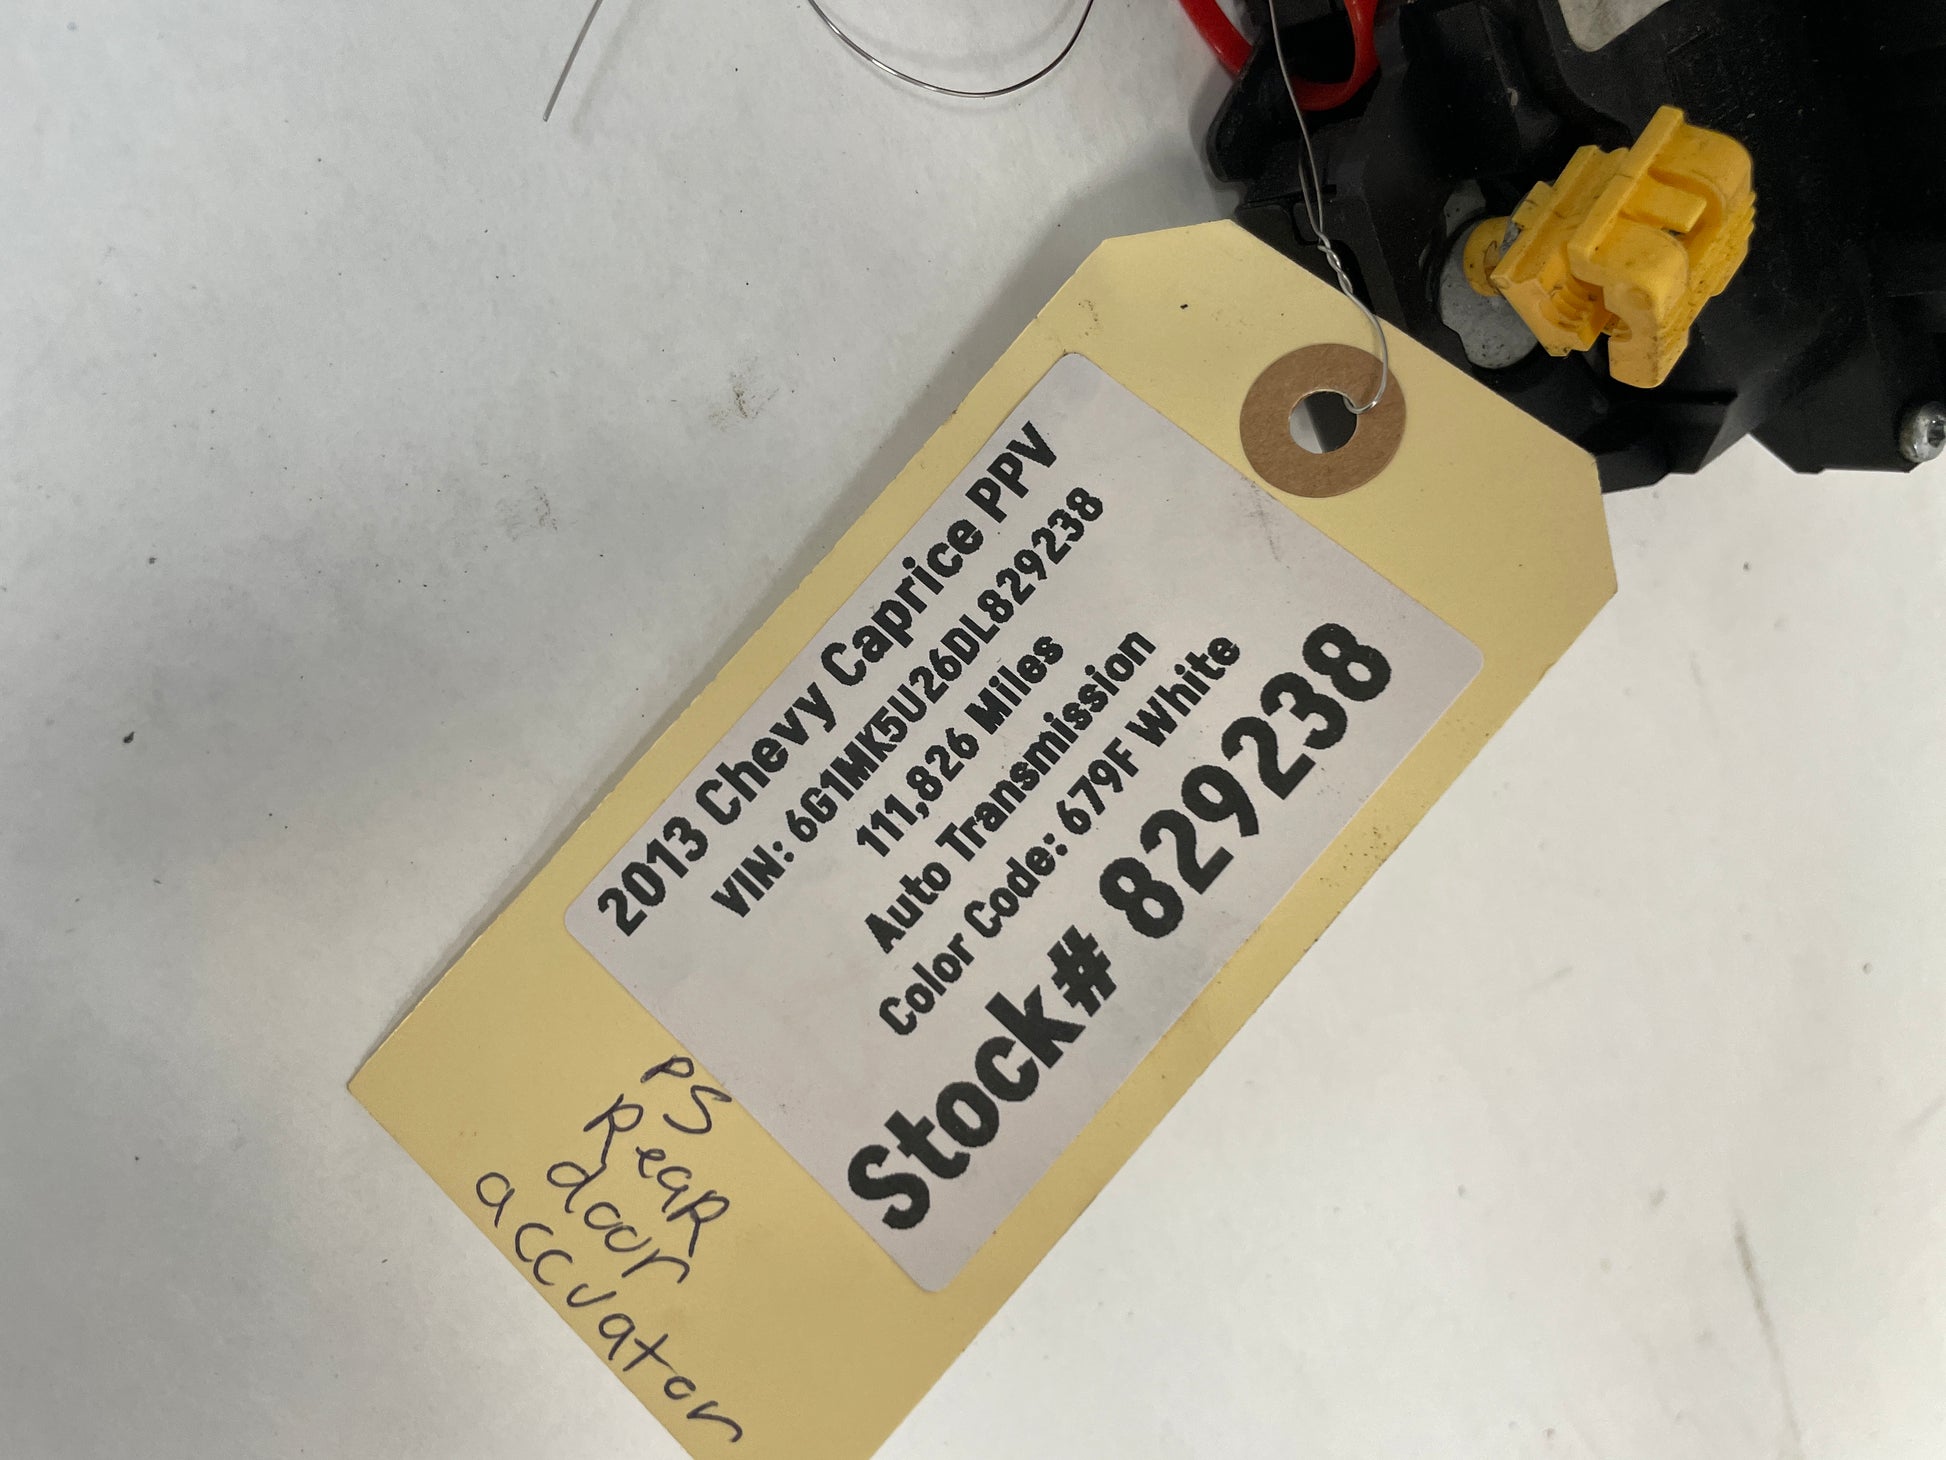 2013 Chevy Caprice PPV
VIN: 6G1MK5U26DL829238
111,826 Miles
Auto Transmission
Color Code: 679F White
Stock# 829238
PS
ReaR
door
accuator